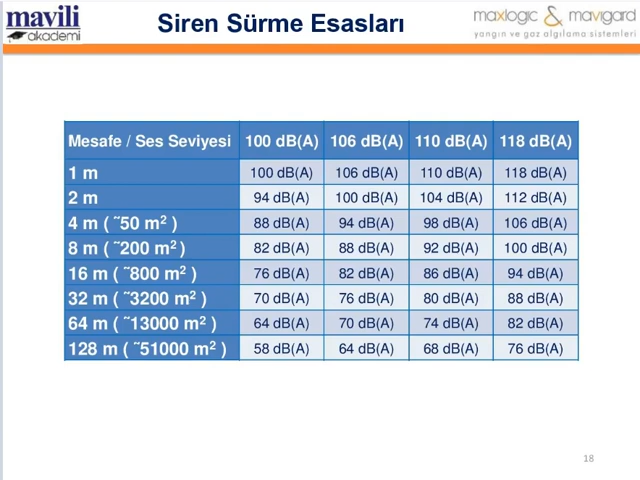 mavili
akademi
Siren Sürme Esasları
maxlogic & mavigard
yangın ve gaz algılama sistemleri
Mesafe / Ses Seviyesi 100 dB(A) 106 dB(A) 110 dB(A) 118 dB(A)
1 m 100 dB(A) 106 dB(A) 110 dB(A) 118 dB(A)
2 m 94 dB(A) 100 dB(A) 104 dB(A) 112 dB(A)
4 m ( ˜50 m² ) 88 dB(A) 94 dB(A) 98 dB(A) 106 dB(A)
8 m ( ˜200 m² ) 82 dB(A) 88 dB(A) 92 dB(A) 100 dB(A)
16 m ( ˜800 m² ) 76 dB(A) 82 dB(A) 86 dB(A) 94 dB(A)
32 m ( ˜3200 m² ) 70 dB(A) 76 dB(A) 80 dB(A) 88 dB(A)
64 m ( ˜13000 m² ) 64 dB(A) 70 dB(A) 74 dB(A) 82 dB(A)
128 m ( ˜51000 m² ) 58 dB(A) 64 dB(A) 68 dB(A) 76 dB(A)
18